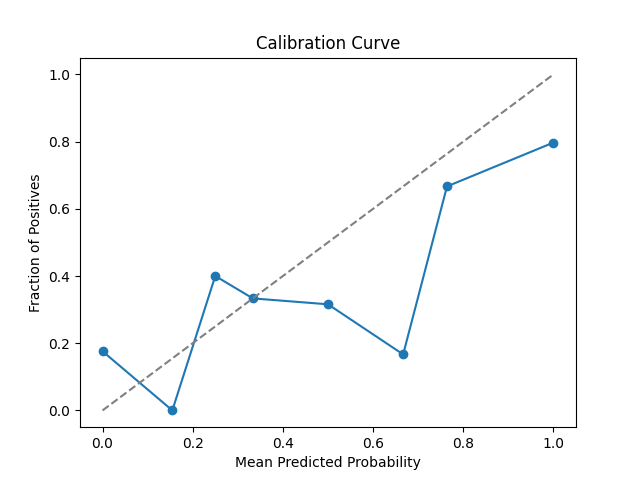 Calibration Curve
1.0
0.8
0.6
0.4
0.2
0.0
Fraction of Positives
0.0 0.2 0.4 0.6 0.8 1.0
Mean Predicted Probability